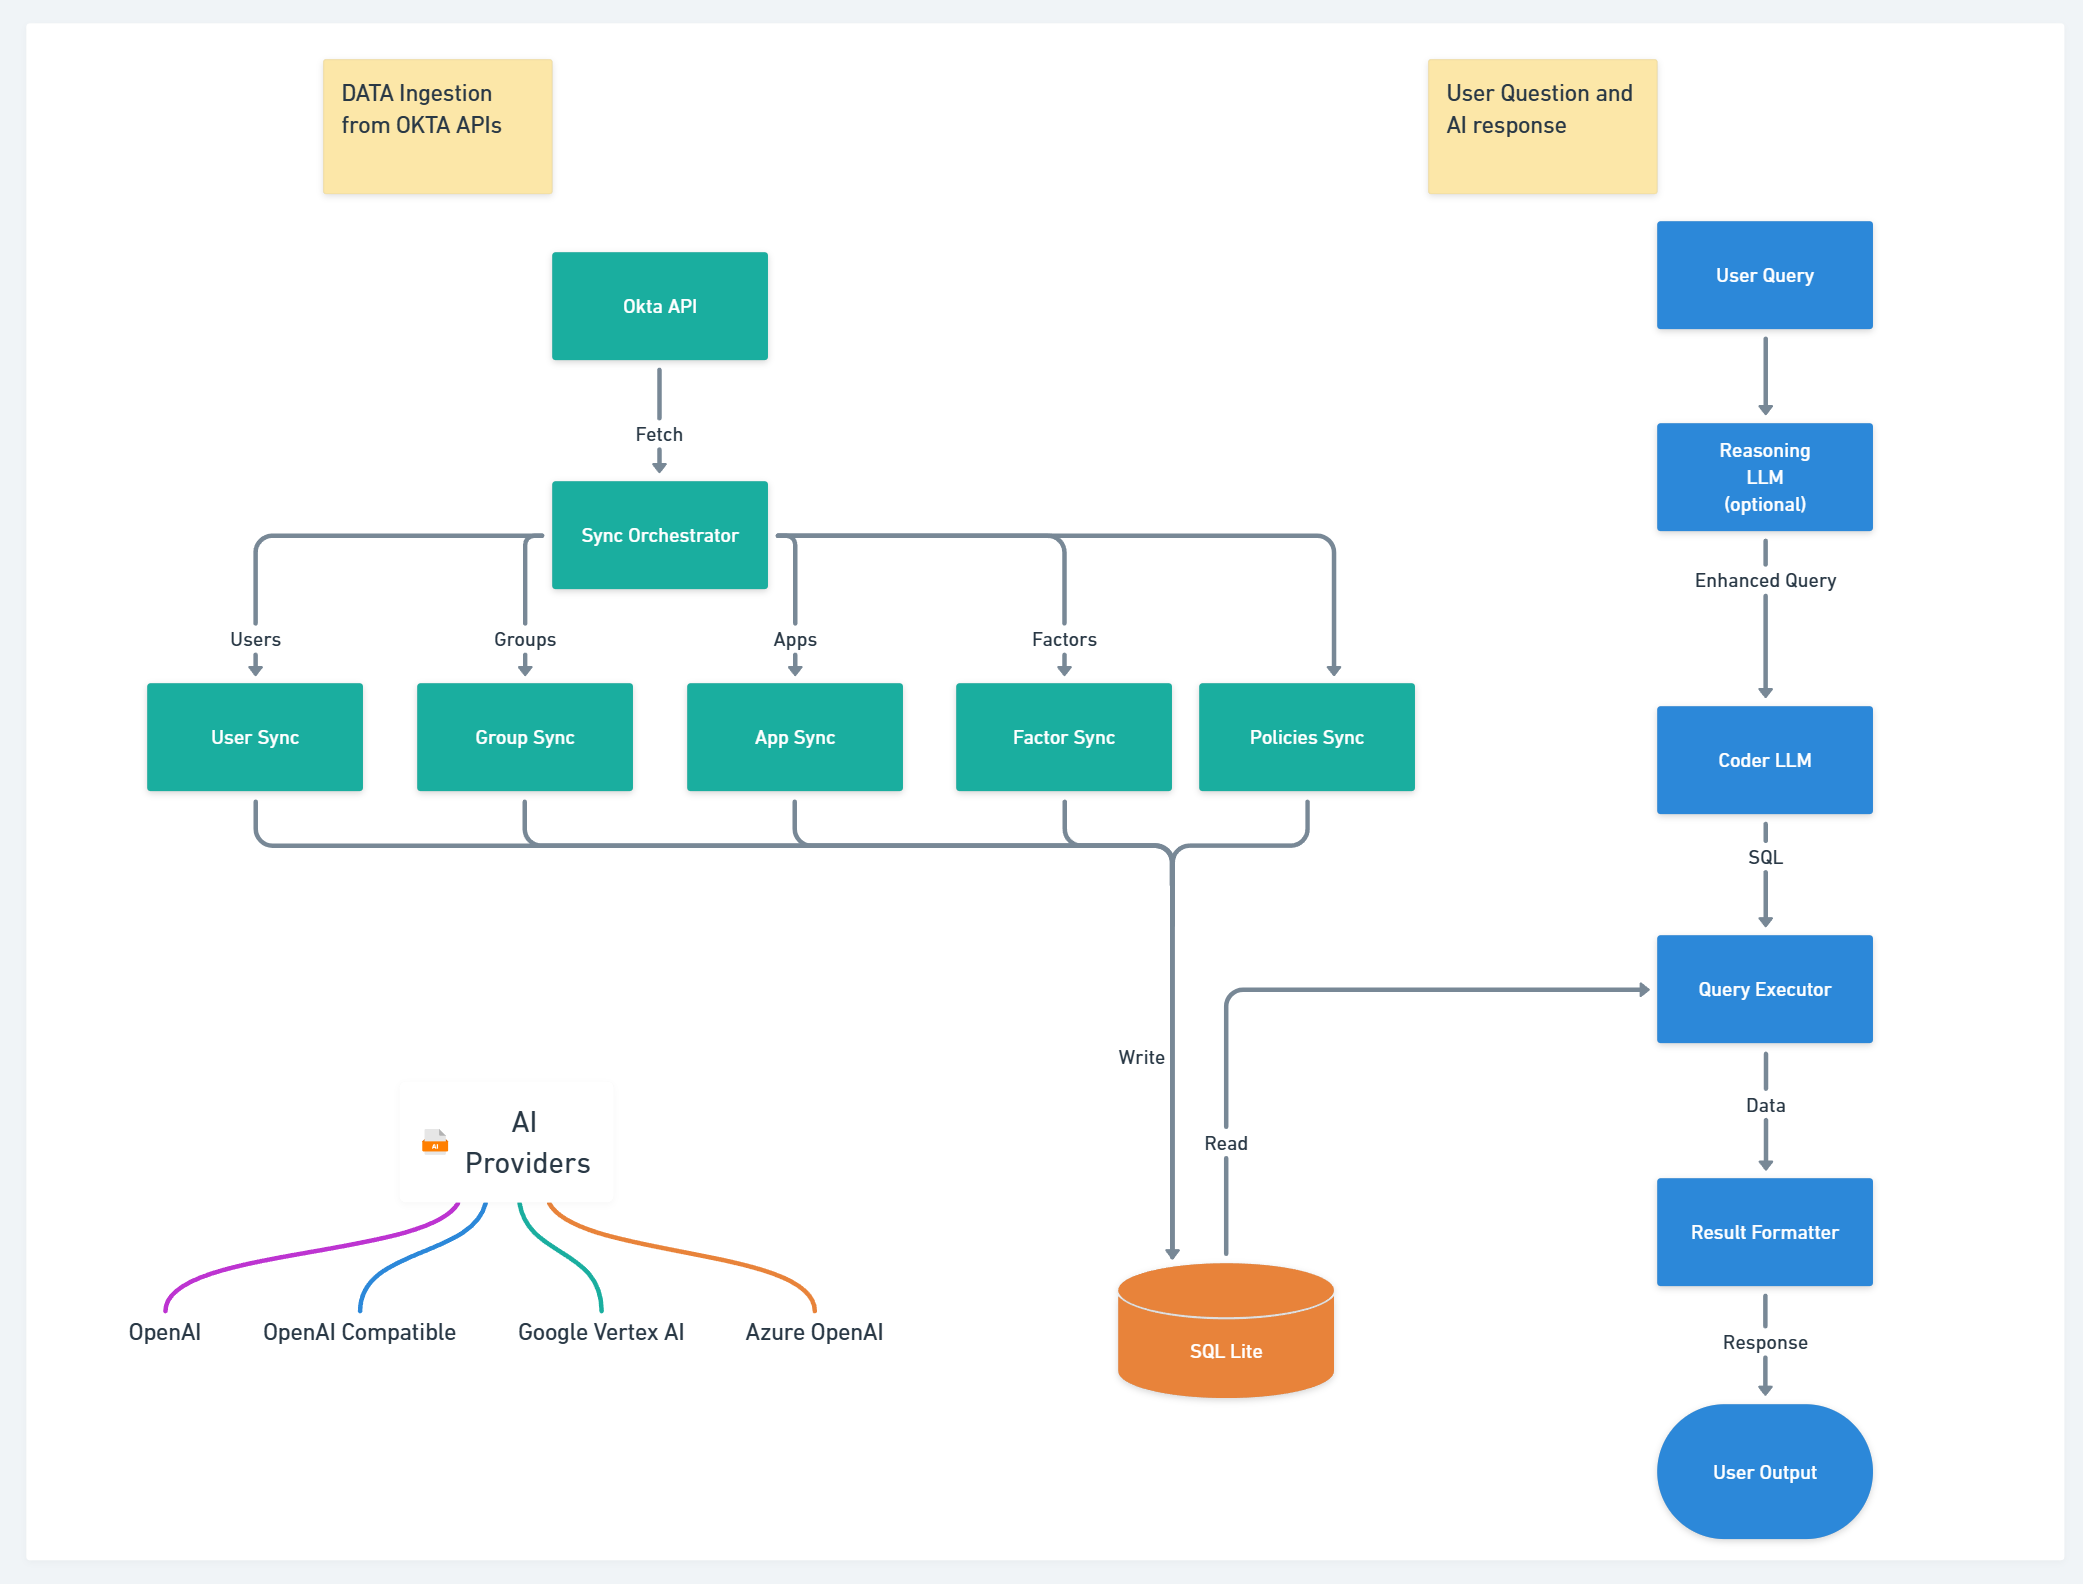 DATA Ingestion
from OKTA APIs
User Question and
AI response
User Query
Okta API
Fetch
Reasoning
LLM
(optional)
Sync Orchestrator
Enhanced Query
Users
Groups
Apps
Factors
User Sync
Group Sync
App Sync
Factor Sync
Policies Sync
Coder LLM
SQL
Query Executor
Write
Data
Read
AI
AI
Providers
Result Formatter
OpenAI
OpenAI Compatible
Google Vertex AI
Azure OpenAI
SQL Lite
Response
User Output